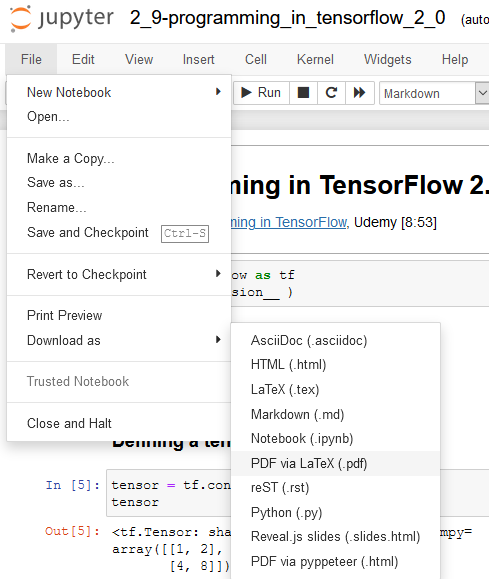 jupyter 2_9-programming_in_tensorflow_2_0 (auto
File Edit View Insert Cell Kernel Widgets Help
Run Markdown
New Notebook
Open...
Make a Copy...
Save as...
Rename...
Save and Checkpoint Ctrl-S
Revert to Checkpoint
Print Preview
Download as
Trusted Notebook
Close and Halt
ming in TensorFlow 2.
ming in TensorFlow, Udemy [8:53]
ow as tf
sion__ )
AsciiDoc (.asciidoc)
HTML (.html)
LaTeX (.tex)
Markdown (.md)
Notebook (.ipynb)
PDF via LaTeX (.pdf)
reST (.rst)
Python (.py)
Reveal.js slides (.slides.html)
PDF via pyppeteer (.html)
Defining a ten
In [5]: tensor = tf.con
tensor
Out[5]: <tf.Tensor: sha mpy=
array([[1, 2],
[4, 8]])